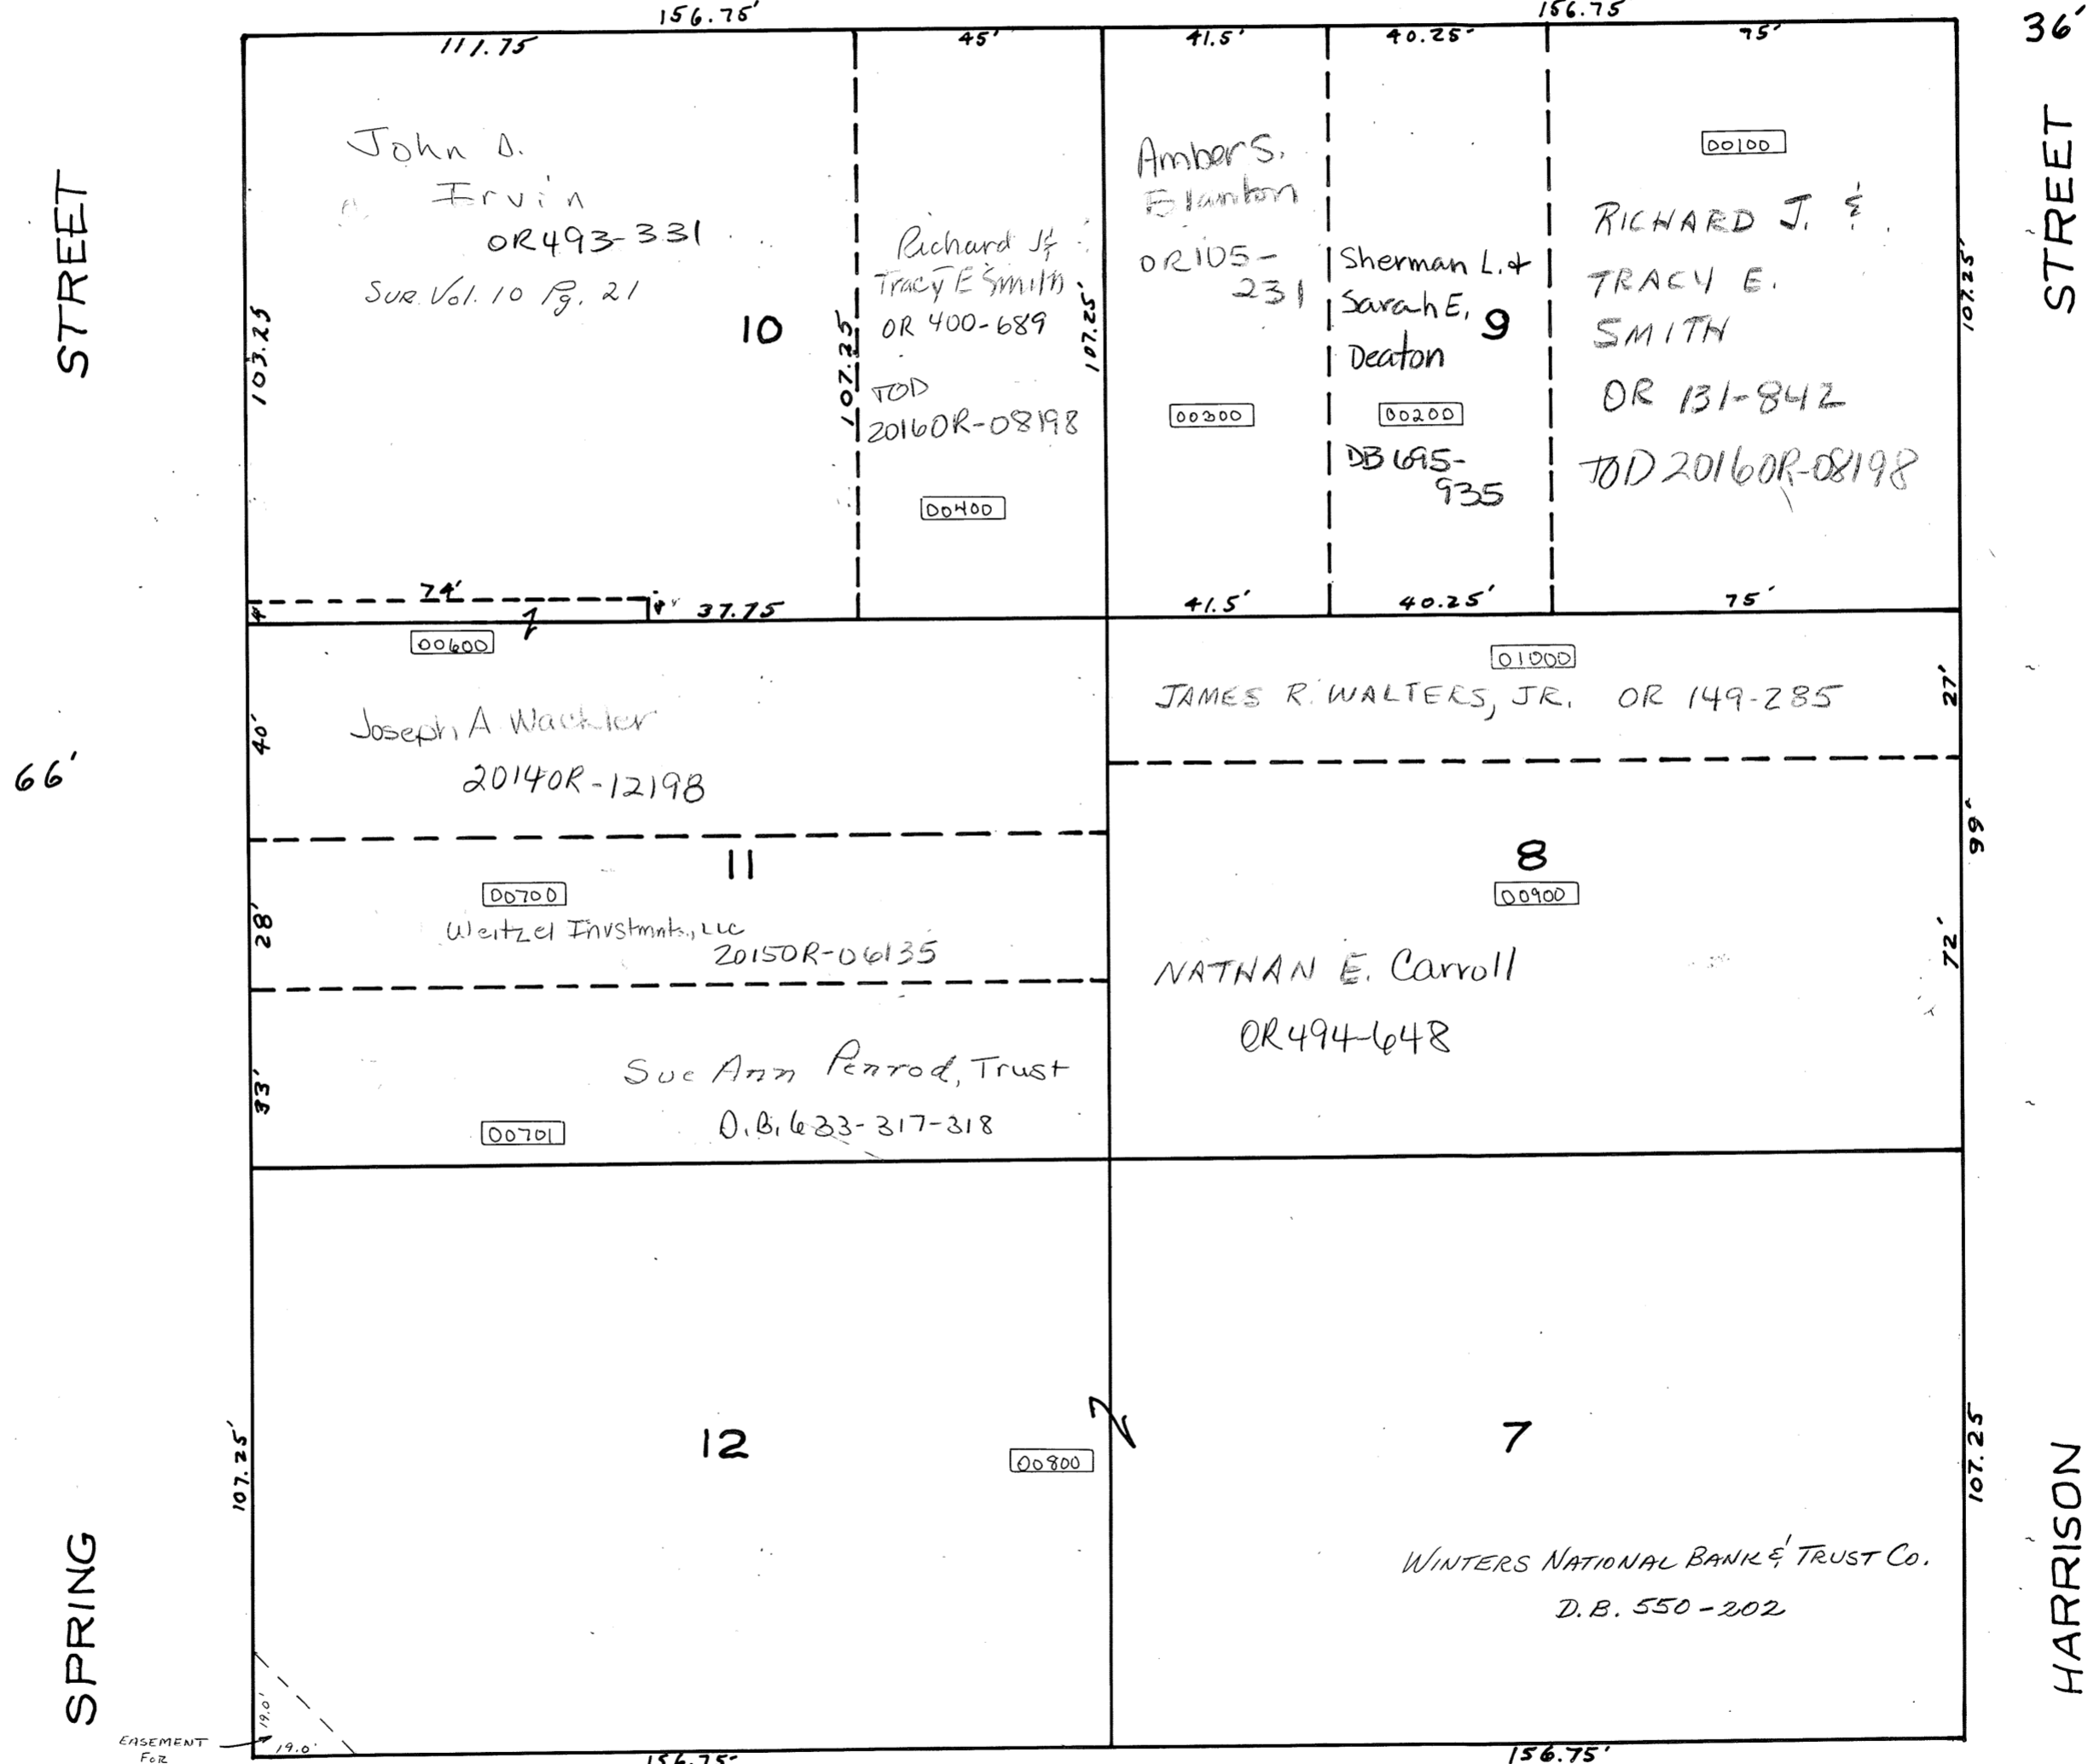 156.75'
156.75
36'
111.75
45'
41.5'
40.25'
75'
STREET
STREET
John D.
Irvin
OR493-331
Sur. Vol. 10 Pg. 21
10
103.25
107.25
Richard J &
Tracy E Smith
OR 400-689
TOD
2016OR-08198
00400
107.25'
Amber S.
OR105-
231
00300
Sherman L. &
Sarah E.
Deaton
9
00200
DB 695-
935
00100
RICHARD J. &
TRACY E.
SMITH
OR 131-842
TOD 2016OR-08198
107.25'
74'
4'
37.75
41.5'
40.25'
75'
00600
Joseph A Wackler
2014OR-12198
40'
66'
01000
JAMES R. WALTERS, JR. OR 149-285
27'
99'
11
00700
Weitzel Invstmnts, LLC
2015OR-06135
28'
8
00900
NATHAN E. Carroll
OR494-648
72'
Sue Ann Penrod, Trust
D.B. 633-317-318
00701
33'
12
00800
7
107.25'
107.25
WINTERS NATIONAL BANK & TRUST CO.
D.B. 550-202
SPRING
HARRISON
19.0'
19.0'
EASEMENT
FOR
156.75'
156.75'